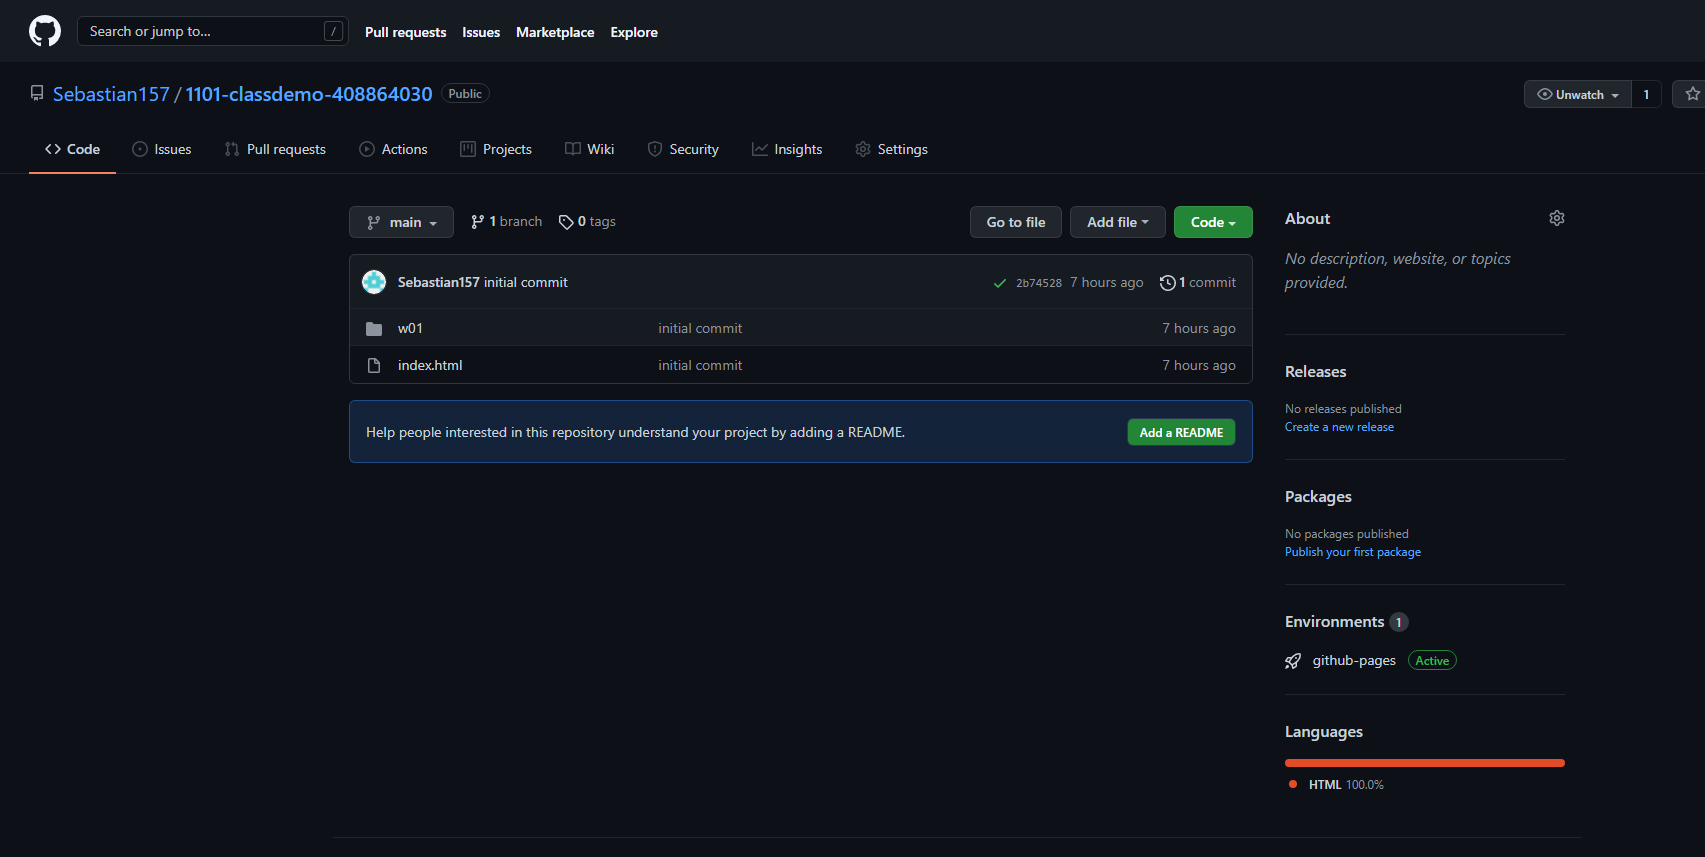 Search or jump to... /
Pull requests Issues Marketplace Explore
Sebastian157 / 1101-classdemo-408864030 Public
Unwatch 1
Code Issues Pull requests Actions Projects Wiki Security Insights Settings
main 1 branch 0 tags
Go to file Add file Code
Sebastian157 initial commit 2b74528 7 hours ago 1 commit
w01 initial commit 7 hours ago
index.html initial commit 7 hours ago
Help people interested in this repository understand your project by adding a README.
Add a README
About
No description, website, or topics
provided.
Releases
No releases published
Create a new release
Packages
No packages published
Publish your first package
Environments 1
github-pages Active
Languages
HTML 100.0%